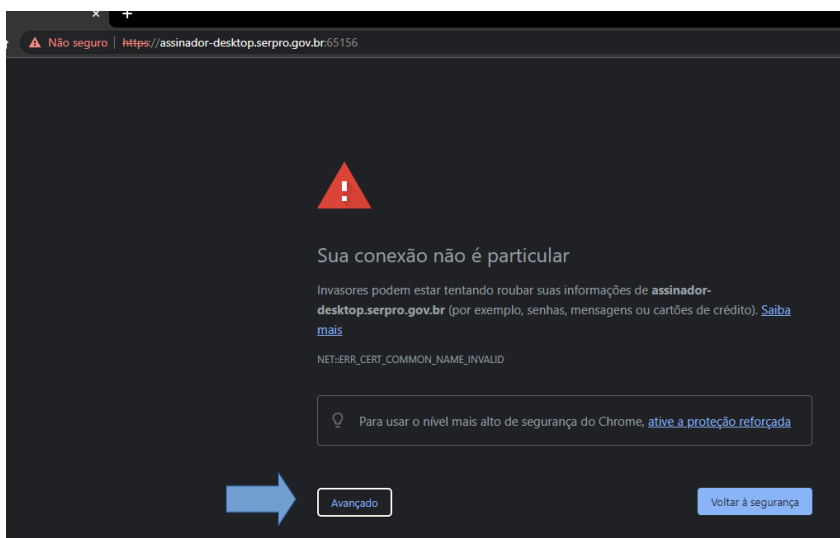 × +
Não seguro | https://assinador-desktop.serpro.gov.br:65156
Sua conexão não é particular
Invasores podem estar tentando roubar suas informações de assinador-
desktop.serpro.gov.br (por exemplo, senhas, mensagens ou cartões de crédito). Saiba
mais
NET::ERR_CERT_COMMON_NAME_INVALID
Para usar o nível mais alto de segurança do Chrome, ative a proteção reforçada
Avançado
Voltar à segurança